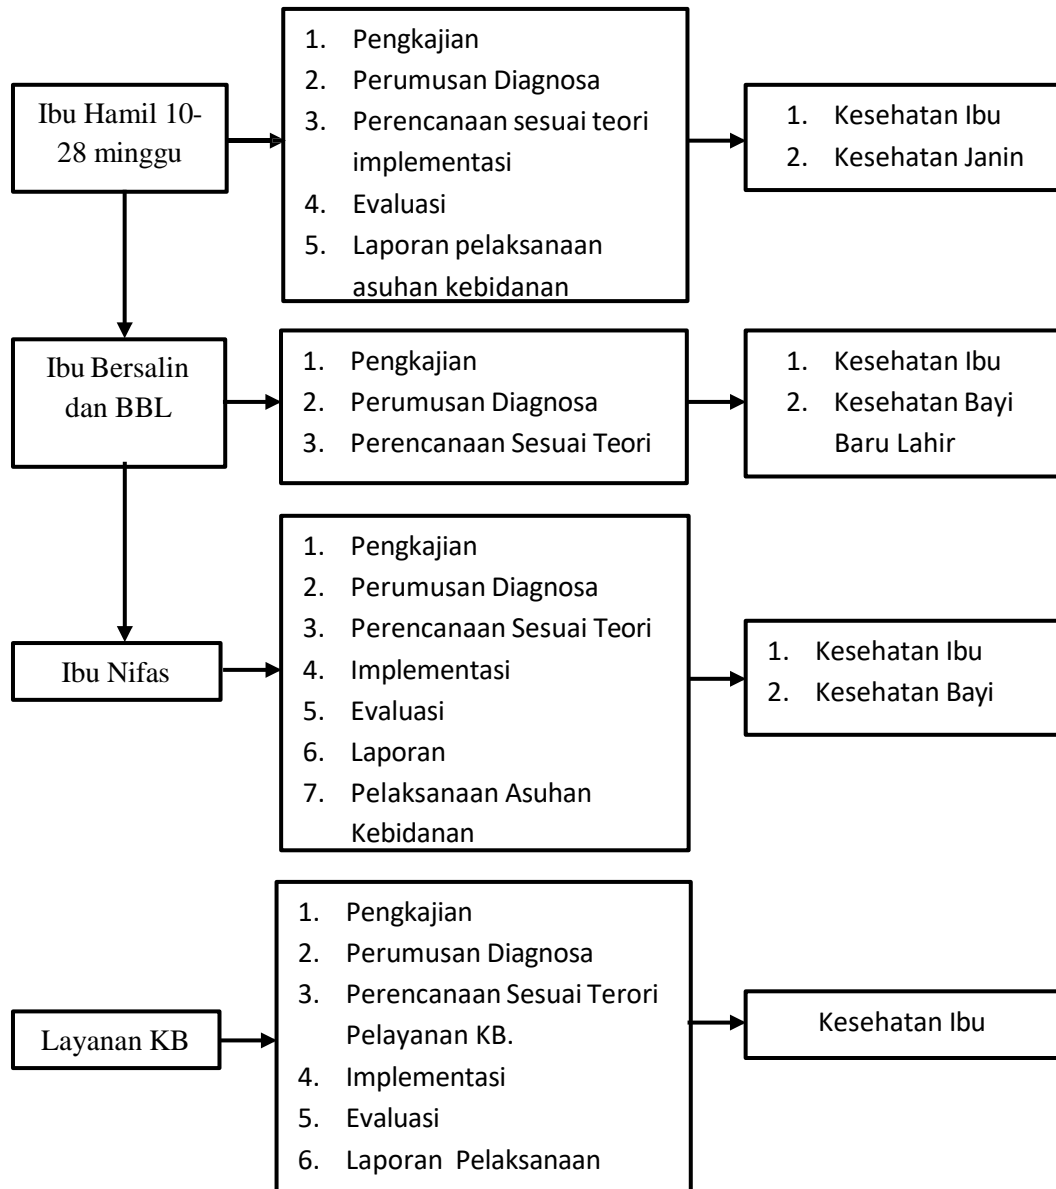 Ibu Hamil 10-
28 minggu
1. Pengkajian
2. Perumusan Diagnosa
3. Perencanaan sesuai teori
implementasi
4. Evaluasi
5. Laporan pelaksanaan
asuhan kebidanan
1. Kesehatan Ibu
2. Kesehatan Janin
Ibu Bersalin
dan BBL
1. Pengkajian
2. Perumusan Diagnosa
3. Perencanaan Sesuai Teori
1. Kesehatan Ibu
2. Kesehatan Bayi
Baru Lahir
Ibu Nifas
1. Pengkajian
2. Perumusan Diagnosa
3. Perencanaan Sesuai Teori
4. Implementasi
5. Evaluasi
6. Laporan
7. Pelaksanaan Asuhan
Kebidanan
1. Kesehatan Ibu
2. Kesehatan Bayi
Layanan KB
1. Pengkajian
2. Perumusan Diagnosa
3. Perencanaan Sesuai Terori
Pelayanan KB.
4. Implementasi
5. Evaluasi
6. Laporan Pelaksanaan
Kesehatan Ibu